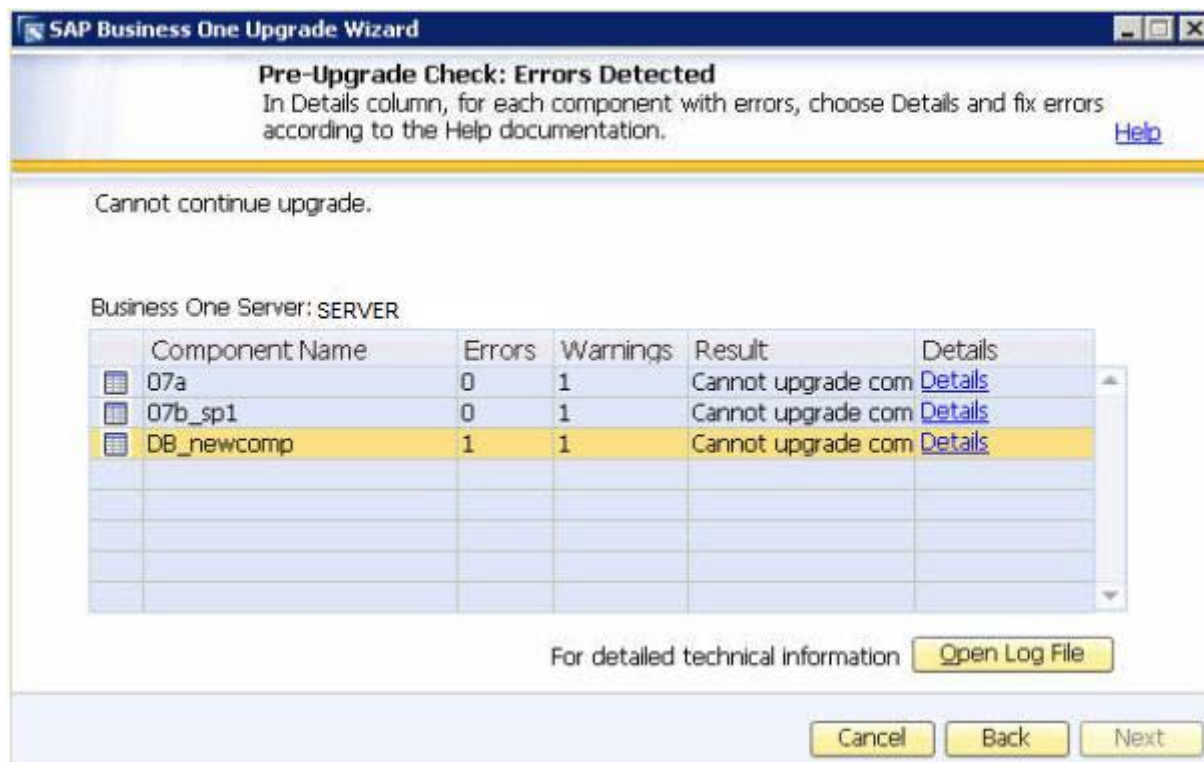 SAP Business One Upgrade Wizard
Pre-Upgrade Check: Errors Detected
In Details column, for each component with errors, choose Details and fix errors
according to the Help documentation.
Help
Cannot continue upgrade.
Business One Server: SERVER
Component Name Errors Warnings Result Details
07a 0 1 Cannot upgrade com Details
07b_sp1 0 1 Cannot upgrade com Details
DB_newcomp 1 1 Cannot upgrade com Details
For detailed technical information Open Log File
Cancel Back Next